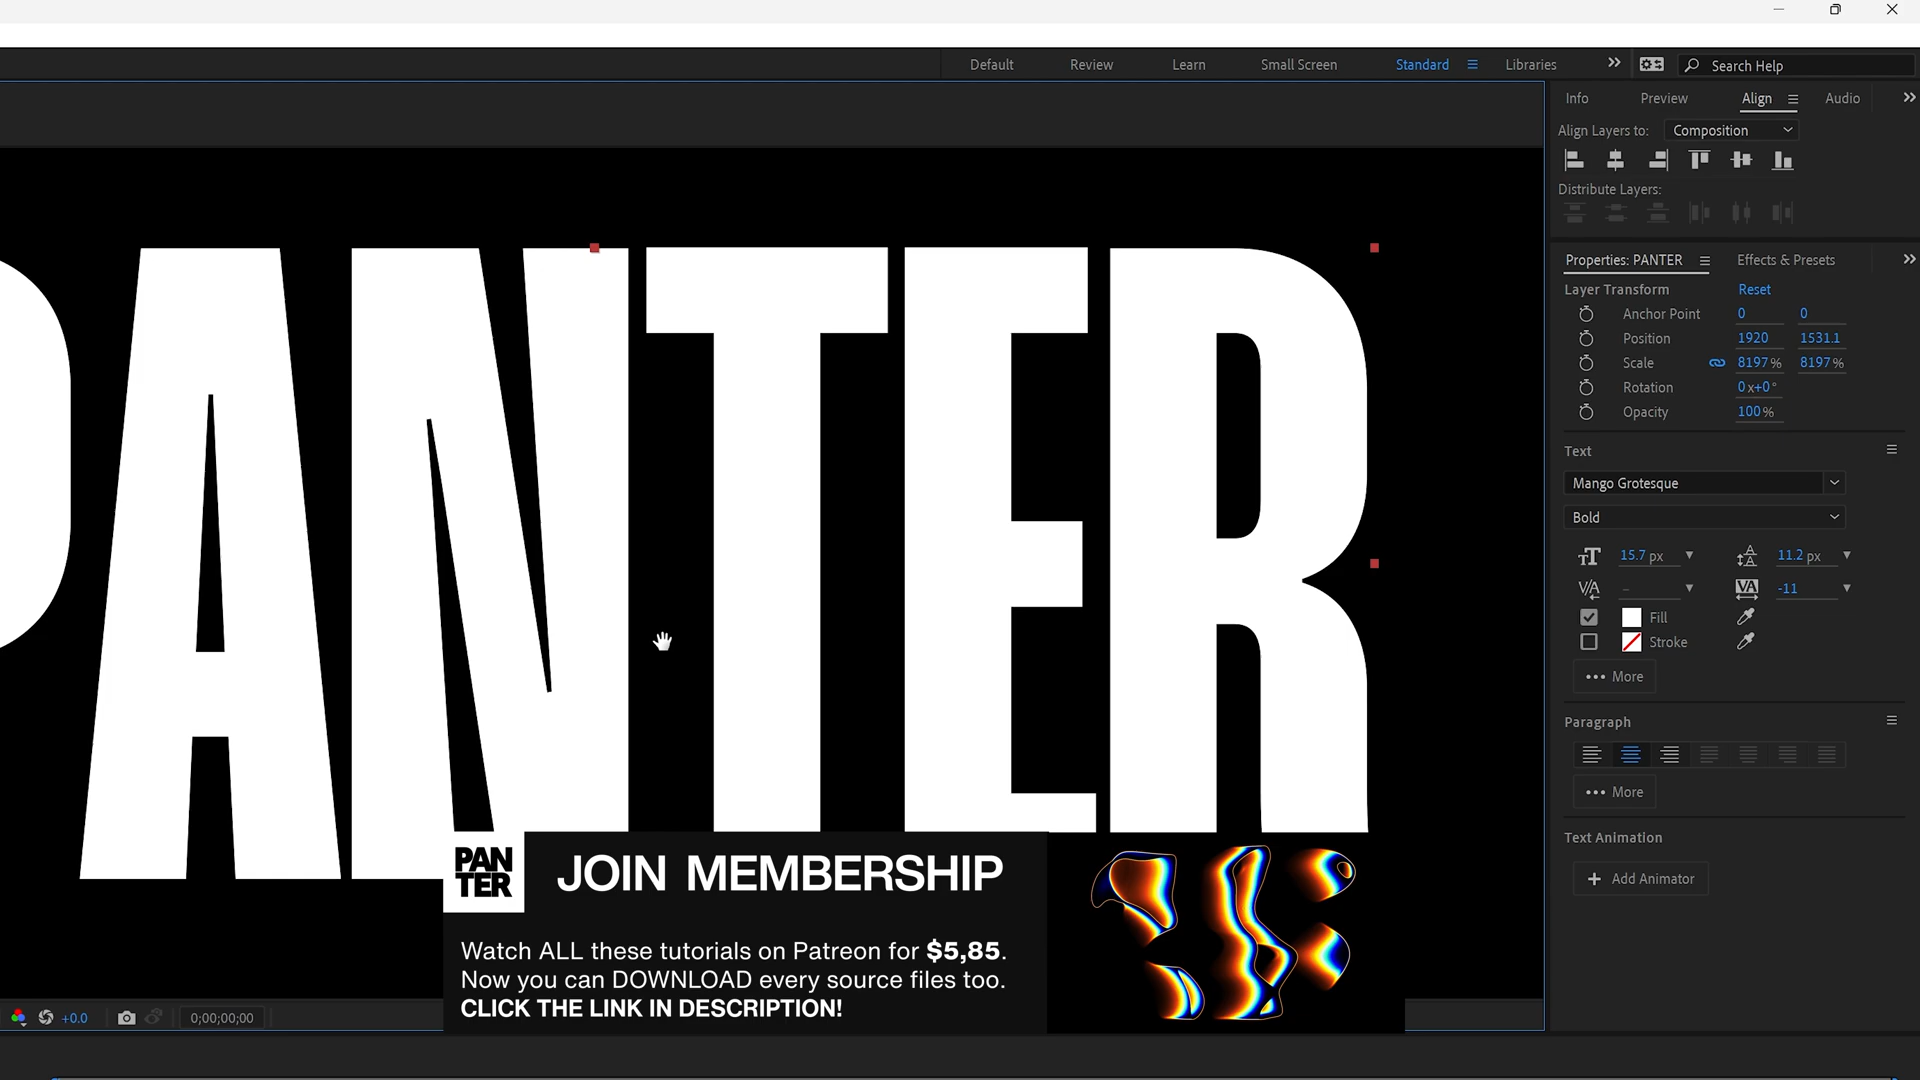 Default Review Learn Small Screen Standard Libraries Search Help
Info Preview Align Audio
Align Layers to: Composition
Distribute Layers:
PANTER
Properties: PANTER Effects & Presets
Layer Transform Reset
Anchor Point 0 0
Position 1920 1531.1
Scale 8197% 8197%
Rotation 0x+0°
Opacity 100%
Text
Mango Grotesque
Bold
15.7 px 11.2 px
– -11
Fill
Stroke
More
Paragraph
More
Text Animation
+ Add Animator
PAN
TER
JOIN MEMBERSHIP
Watch ALL these tutorials on Patreon for $5,85.
Now you can DOWNLOAD every source files too.
CLICK THE LINK IN DESCRIPTION!
+0.0 0;00;00;00